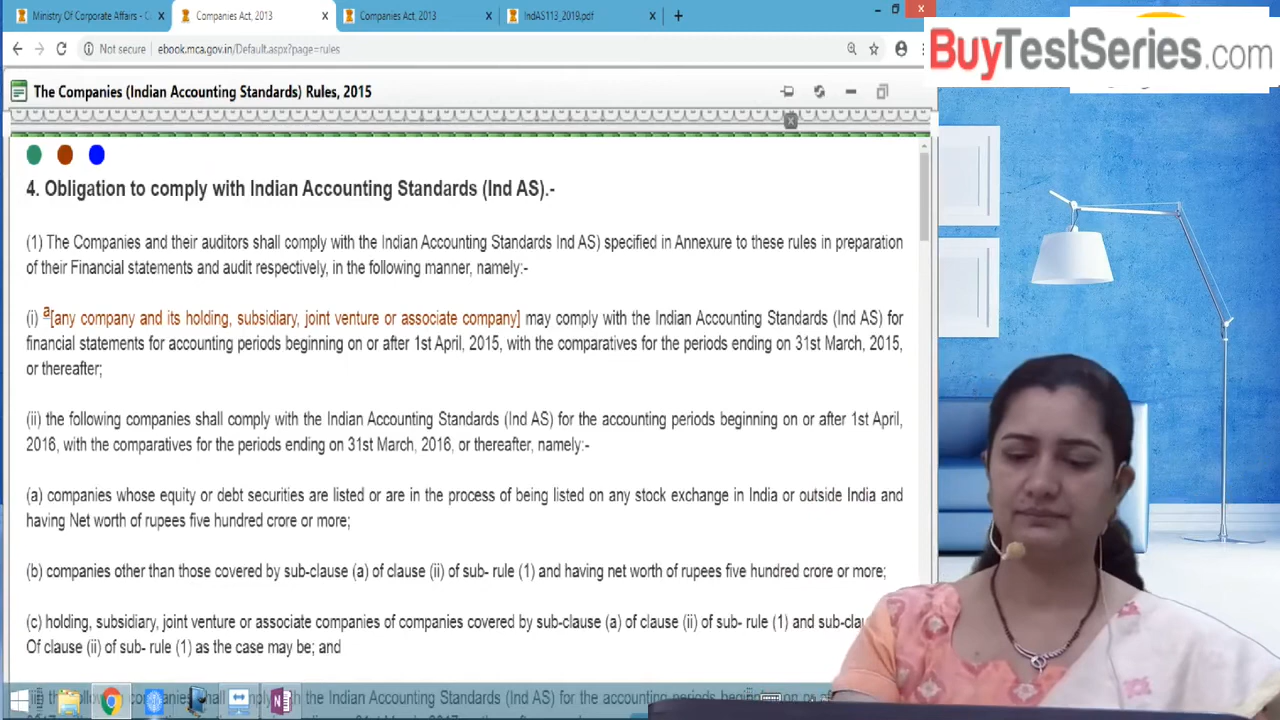 Ministry Of Corporate Affairs - C
Companies Act, 2013
Companies Act, 2013
IndAS113_2019.pdf
Not secure
ebook.mca.gov.in/Default.aspx?page=rules
BuyTestSeries.com
The Companies (Indian Accounting Standards) Rules, 2015
4. Obligation to comply with Indian Accounting Standards (Ind AS).-
(1) The Companies and their auditors shall comply with the Indian Accounting Standards Ind AS) specified in Annexure to these rules in preparation
of their Financial statements and audit respectively, in the following manner, namely:-
(i) a[any company and its holding, subsidiary, joint venture or associate company] may comply with the Indian Accounting Standards (Ind AS) for
financial statements for accounting periods beginning on or after 1st April, 2015, with the comparatives for the periods ending on 31st March, 2015,
or thereafter;
(ii) the following companies shall comply with the Indian Accounting Standards (Ind AS) for the accounting periods beginning on or after 1st April,
2016, with the comparatives for the periods ending on 31st March, 2016, or thereafter, namely:-
(a) companies whose equity or debt securities are listed or are in the process of being listed on any stock exchange in India or outside India and
having Net worth of rupees five hundred crore or more;
(b) companies other than those covered by sub-clause (a) of clause (ii) of sub- rule (1) and having net worth of rupees five hundred crore or more;
(c) holding, subsidiary, joint venture or associate companies of companies covered by sub-clause (a) of clause (ii) of sub- rule (1) and sub-clau
Of clause (ii) of sub- rule (1) as the case may be; and
the Indian Accounting Standards (Ind AS) for the accounting periods